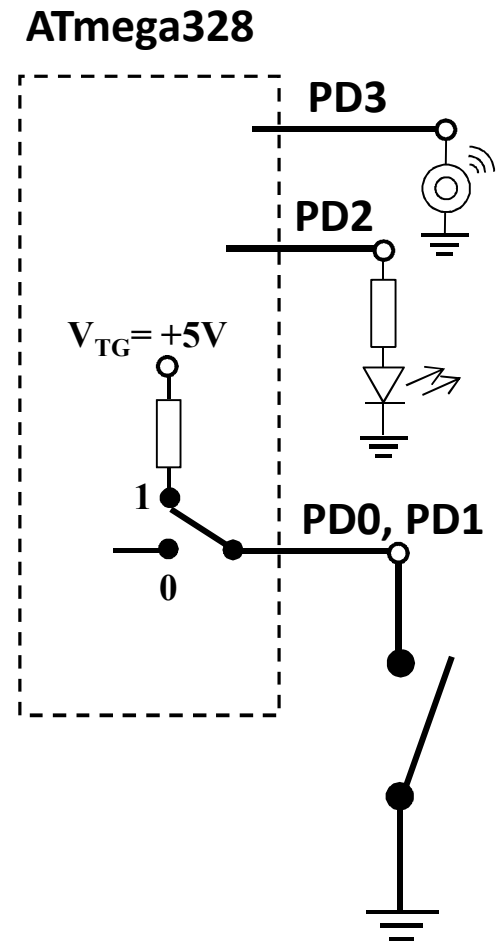 ATmega328
PD3
PD2
VTG= +5V
1
PD0, PD1
0